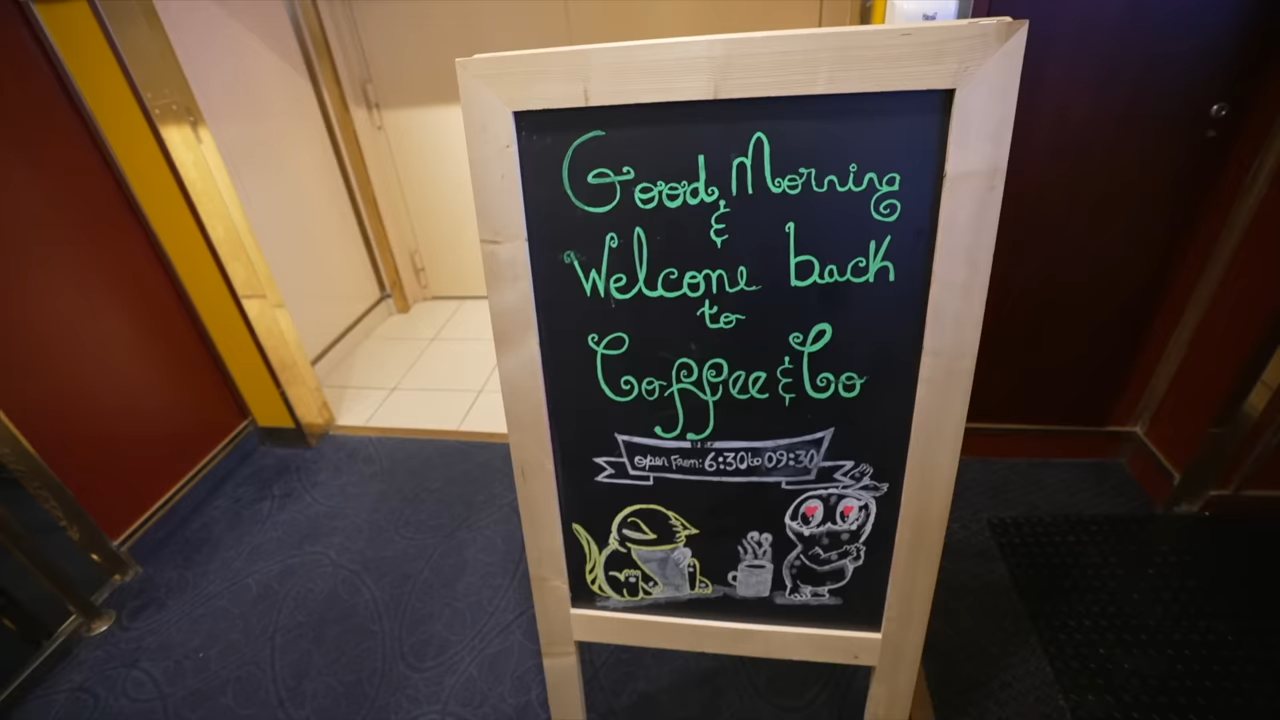 Good Morning
&
Welcome back
to
Coffee & Co
open From: 6:30 to 09:30